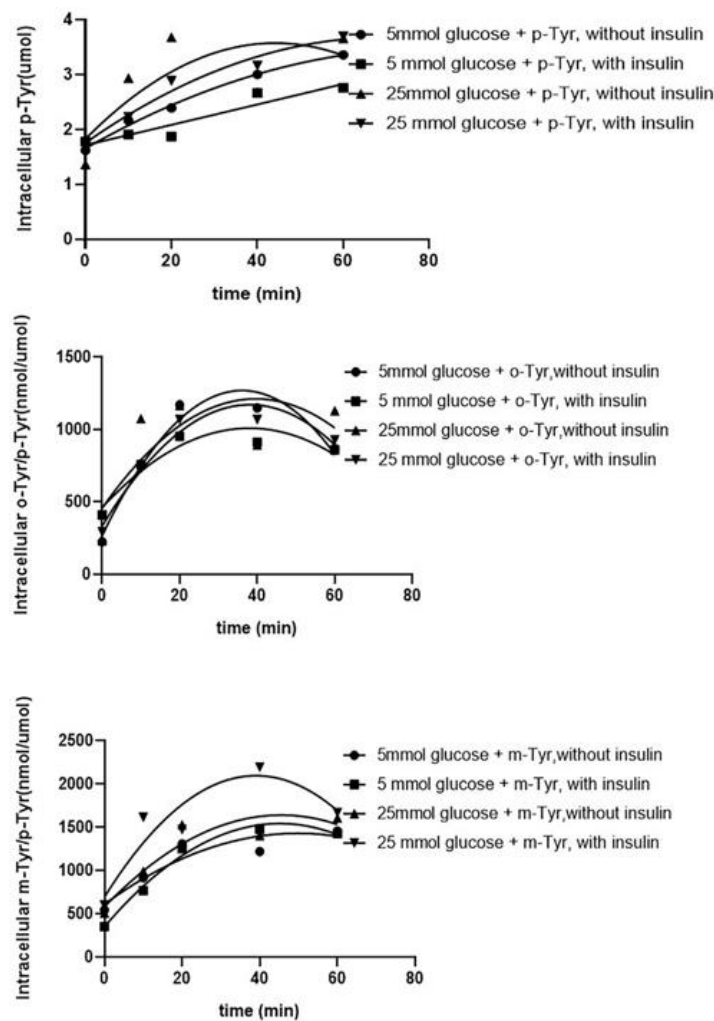 Intracellular p-Tyr(umol)
4
3
2
1
0
0 20 40 60 80
time (min)
5mmol glucose + p-Tyr, without insulin
5 mmol glucose + p-Tyr, with insulin
25mmol glucose + p-Tyr, without insulin
25 mmol glucose + p-Tyr, with insulin
Intracellular o-Tyr/p-Tyr(nmol/umol)
1500
1000
500
0
0 20 40 60 80
time (min)
5mmol glucose + o-Tyr,without insulin
5 mmol glucose + o-Tyr, with insulin
25mmol glucose + o-Tyr,without insulin
25 mmol glucose + o-Tyr, with insulin
Intracellular m-Tyr/p-Tyr(nmol/umol)
2500
2000
1500
1000
500
0
0 20 40 60 80
time (min)
5mmol glucose + m-Tyr,without insulin
5 mmol glucose + m-Tyr, with insulin
25mmol glucose + m-Tyr,without insulin
25 mmol glucose + m-Tyr, with insulin